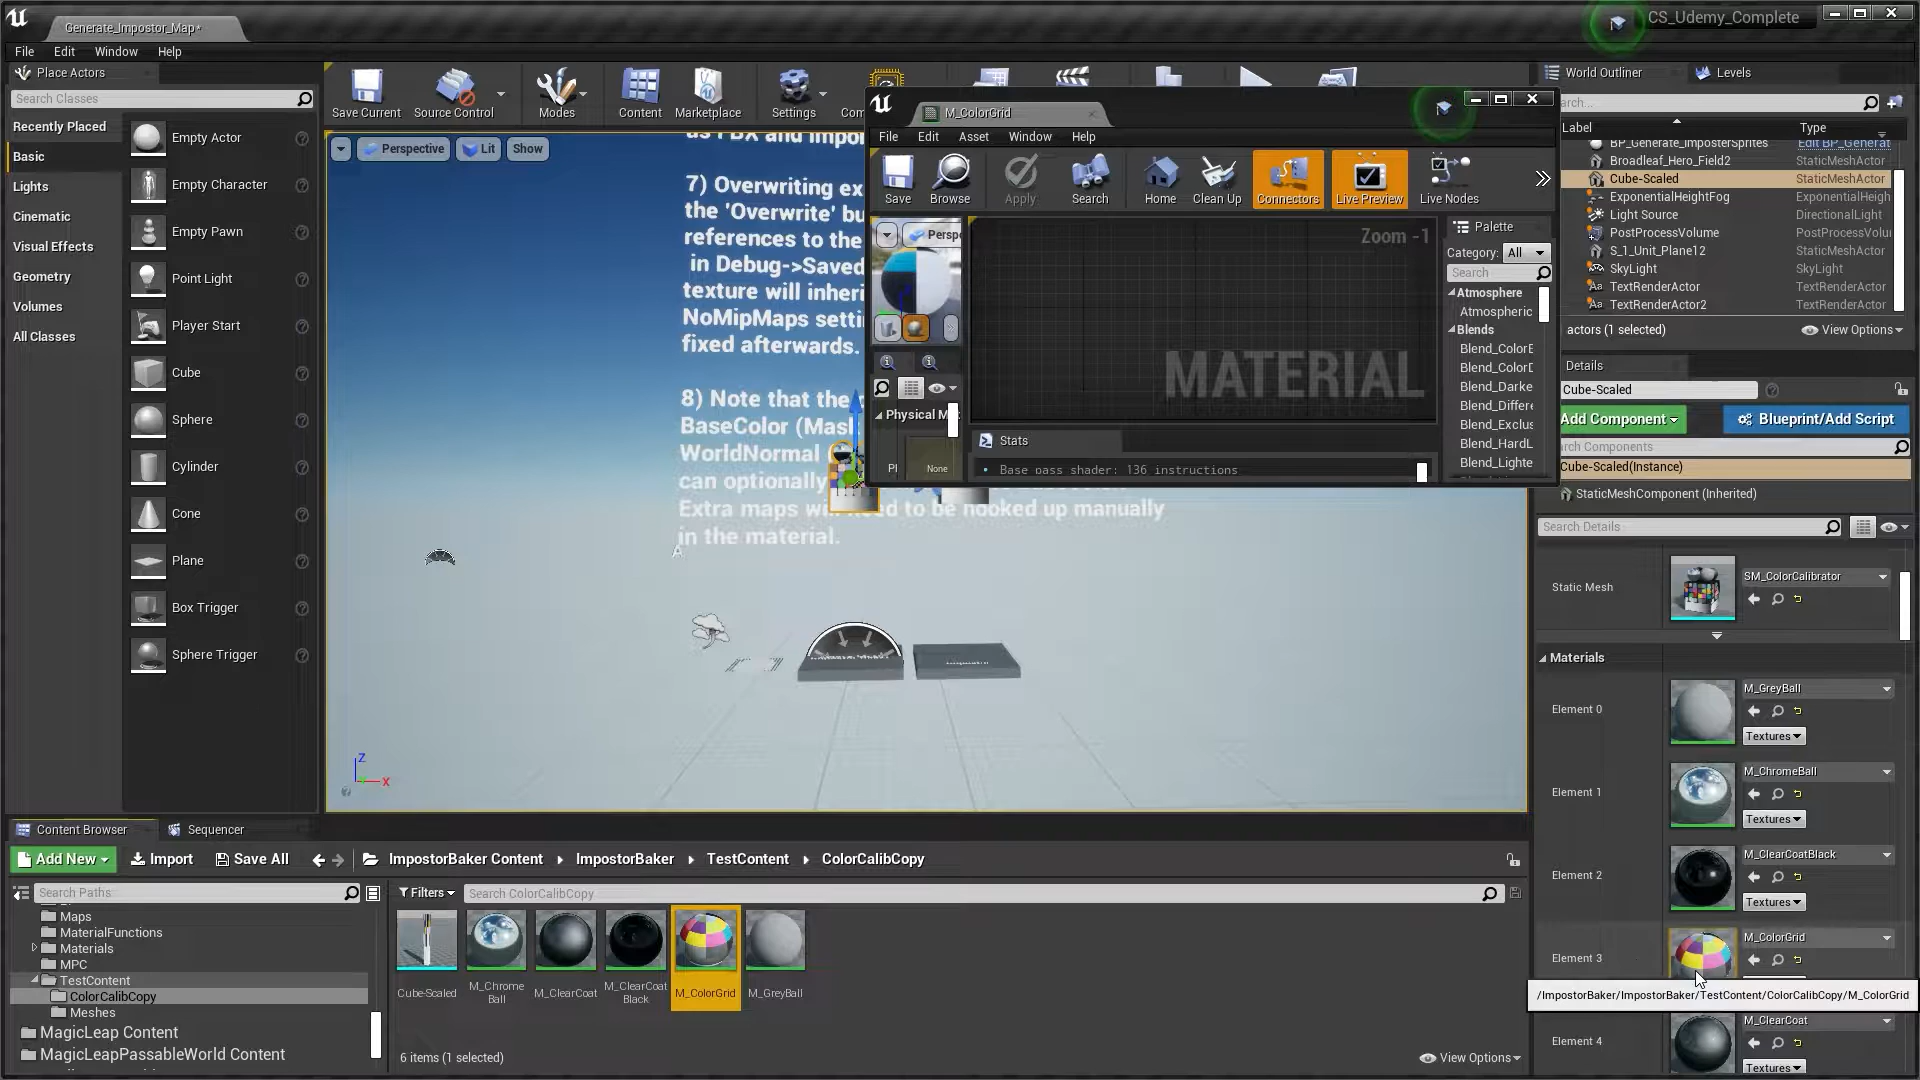 Generate_Impostor_Map*
CS_Udemy_Complete
File Edit Window Help
Place Actors
Search Classes
Recently Placed
Basic
Lights
Cinematic
Visual Effects
Geometry
Volumes
All Classes
Empty Actor
Empty Character
Empty Pawn
Point Light
Player Start
Cube
Sphere
Cylinder
Cone
Plane
Box Trigger
Sphere Trigger
Save Current
Source Control
Modes
Content
Marketplace
Settings
Perspective
Lit
Show
7) Overwriting ex
the 'Overwrite' bu
references to the
in Debug->Saved
texture will inheri
NoMipMaps setti
fixed afterwards.
8) Note that the
BaseColor (Mas
WorldNormal
can optionally
Extra maps will need to be hooked up manually
in the material.
Z
X
M_ColorGrid
File Edit Asset Window Help
Save
Browse
Apply
Search
Home
Clean Up
Connectors
Live Preview
Live Nodes
Persp
Physical M
Pl
None
Zoom -1
MATERIAL
Stats
Base pass shader: 136 instructions
Palette
Category: All
Search
Atmosphere
Atmospheric
Blends
Blend_ColorB
Blend_ColorD
Blend_Darke
Blend_Differe
Blend_Exclus
Blend_HardL
Blend_Lighte
World Outliner
Levels
Label
Type
BP_Generate_ImposterSprites Edit BP_Generat
Broadleaf_Hero_Field2 StaticMeshActor
Cube-Scaled StaticMeshActor
ExponentialHeightFog ExponentialHeigh
Light Source DirectionalLight
PostProcessVolume PostProcessVolu
S_1_Unit_Plane12 StaticMeshActor
SkyLight SkyLight
TextRenderActor TextRenderActor
TextRenderActor2 TextRenderActor
actors (1 selected)
View Options
Details
Cube-Scaled
Add Component
Blueprint/Add Script
Cube-Scaled(Instance)
StaticMeshComponent (Inherited)
Search Details
Static Mesh
SM_ColorCalibrator
Materials
Element 0
M_GreyBall
Textures
Element 1
M_ChromeBall
Textures
Element 2
M_ClearCoatBlack
Textures
Element 3
M_ColorGrid
/ImpostorBaker/ImpostorBaker/TestContent/ColorCalibCopy/M_ColorGrid
Element 4
M_ClearCoat
Textures
Content Browser
Sequencer
Add New
Import
Save All
ImpostorBaker Content
ImpostorBaker
TestContent
ColorCalibCopy
Search Paths
Maps
MaterialFunctions
Materials
MPC
TestContent
ColorCalibCopy
Meshes
MagicLeap Content
MagicLeapPassableWorld Content
Filters
Search ColorCalibCopy
Cube-Scaled
M_Chrome
Ball
M_ClearCoat
M_ClearCoat
Black
M_ColorGrid
M_GreyBall
6 items (1 selected)
View Options